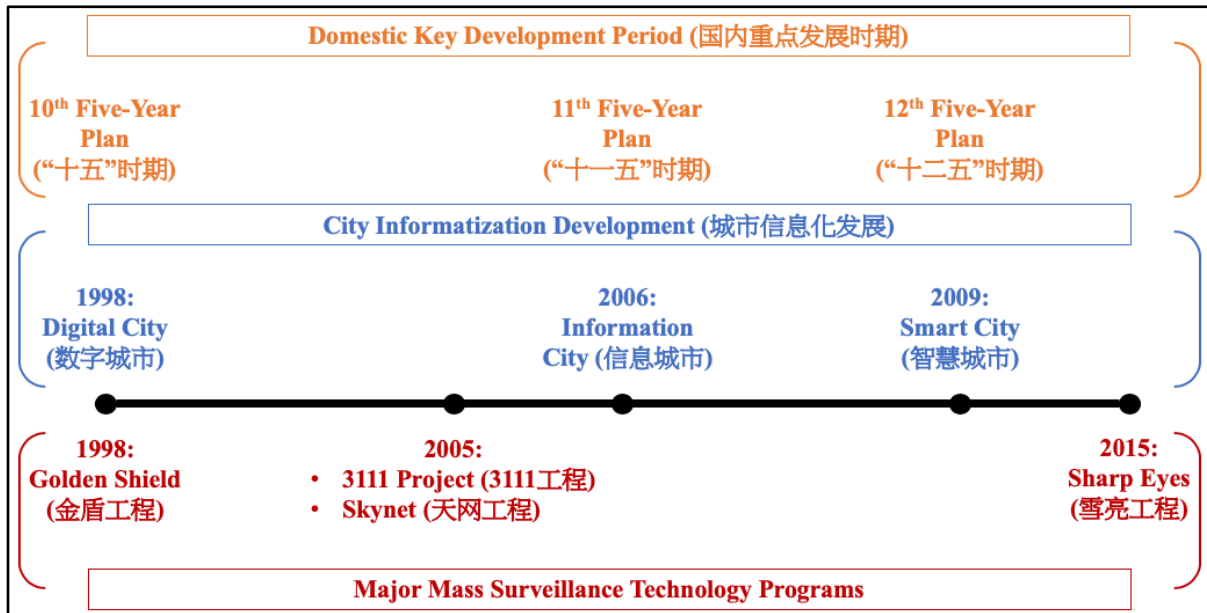 Domestic Key Development Period (国内重点发展时期)
10th Five-Year
Plan
(“十五”时期)
11th Five-Year
Plan
(“十一五”时期)
12th Five-Year
Plan
(“十二五”时期)
City Informatization Development (城市信息化发展)
1998:
Digital City
(数字城市)
2006:
Information
City (信息城市)
2009:
Smart City
(智慧城市)
1998:
Golden Shield
(金盾工程)
2005:
• 3111 Project (3111工程)
• Skynet (天网工程)
2015:
Sharp Eyes
(雪亮工程)
Major Mass Surveillance Technology Programs